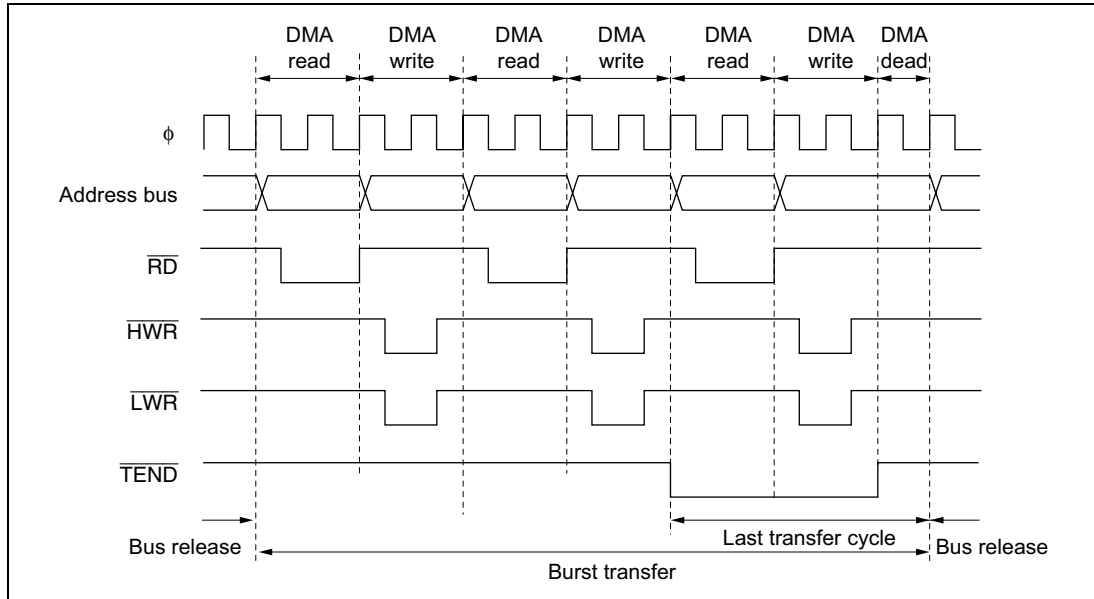 DMA read
DMA write
DMA read
DMA write
DMA read
DMA write
DMA dead
φ
Address bus
RD
HWR
LWR
TEND
Bus release
Last transfer cycle
Bus release
Burst transfer